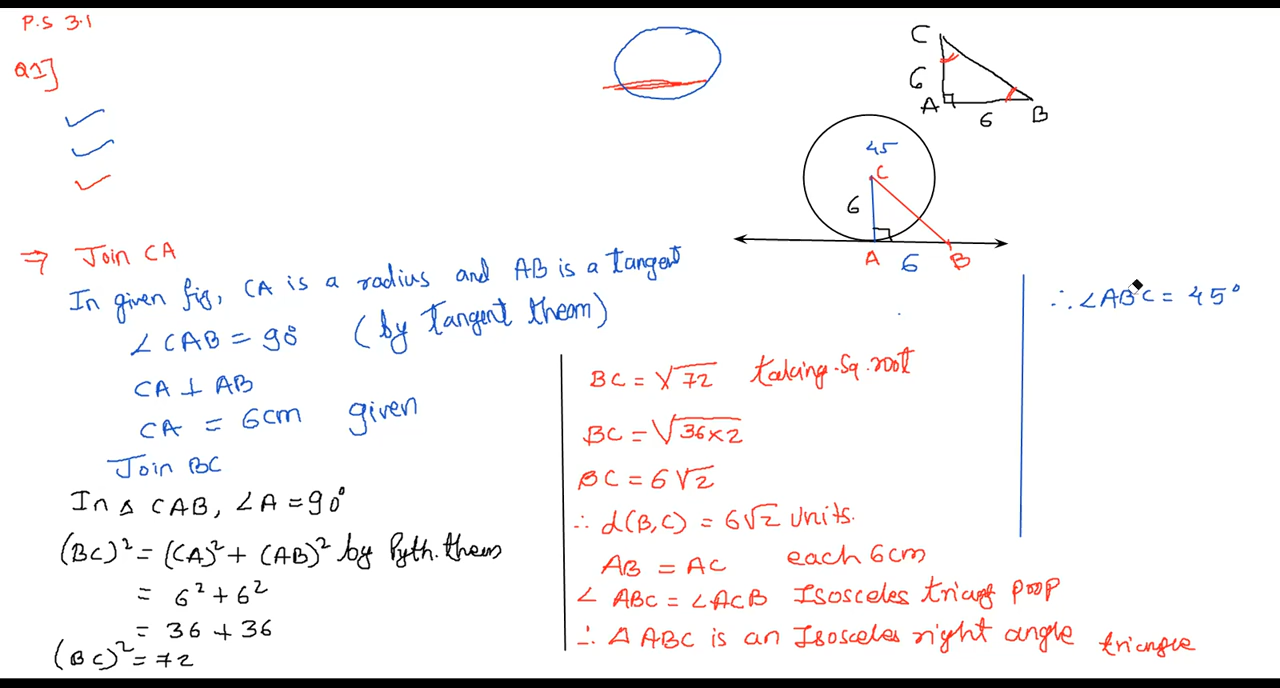 P.S 3.1
Q1]
C
6
A
6
B
45
C
6
A
6
B
⇒ Join CA
In given fig, CA is a radius and AB is a tangent
∠ CAB = 90° (by Tangent theom)
CA ⊥ AB
CA = 6cm given
Join BC
In △ CAB, ∠A = 90°
(BC)² = (CA)² + (AB)² by Pyth. them
= 6² + 6²
= 36 + 36
(BC)² = 72
BC = √72 taking Sq. root
BC = √36×2
BC = 6√2
∴ d(B,C) = 6√2 units.
AB = AC each 6cm
∠ ABC = ∠ACB Isosceles triang prop
∴ △ ABC is an Isosceles right angle triangle
∴ ∠ABC = 45°